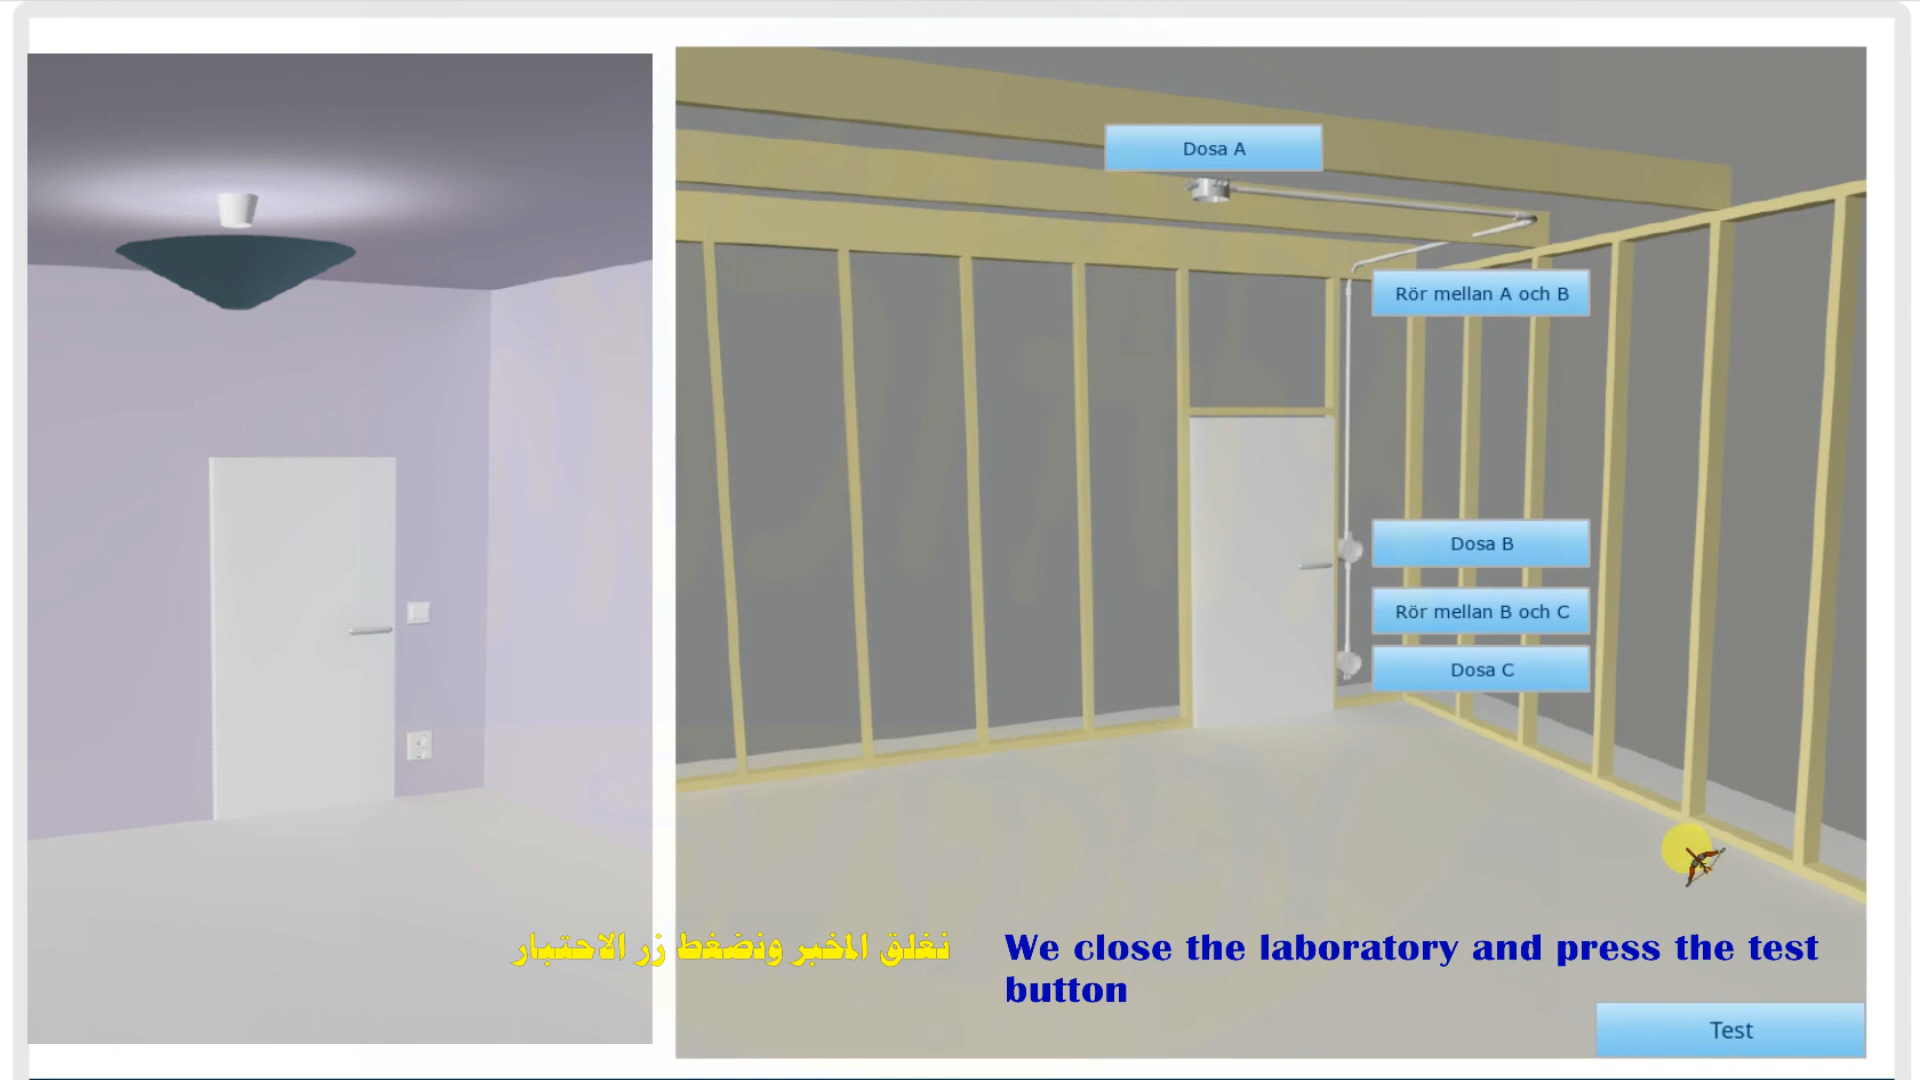 Dosa A
Rör mellan A och B
Dosa B
Rör mellan B och C
Dosa C
نغلق المخبر ونضغط زر الاختبار
We close the laboratory and press the test
button
Test